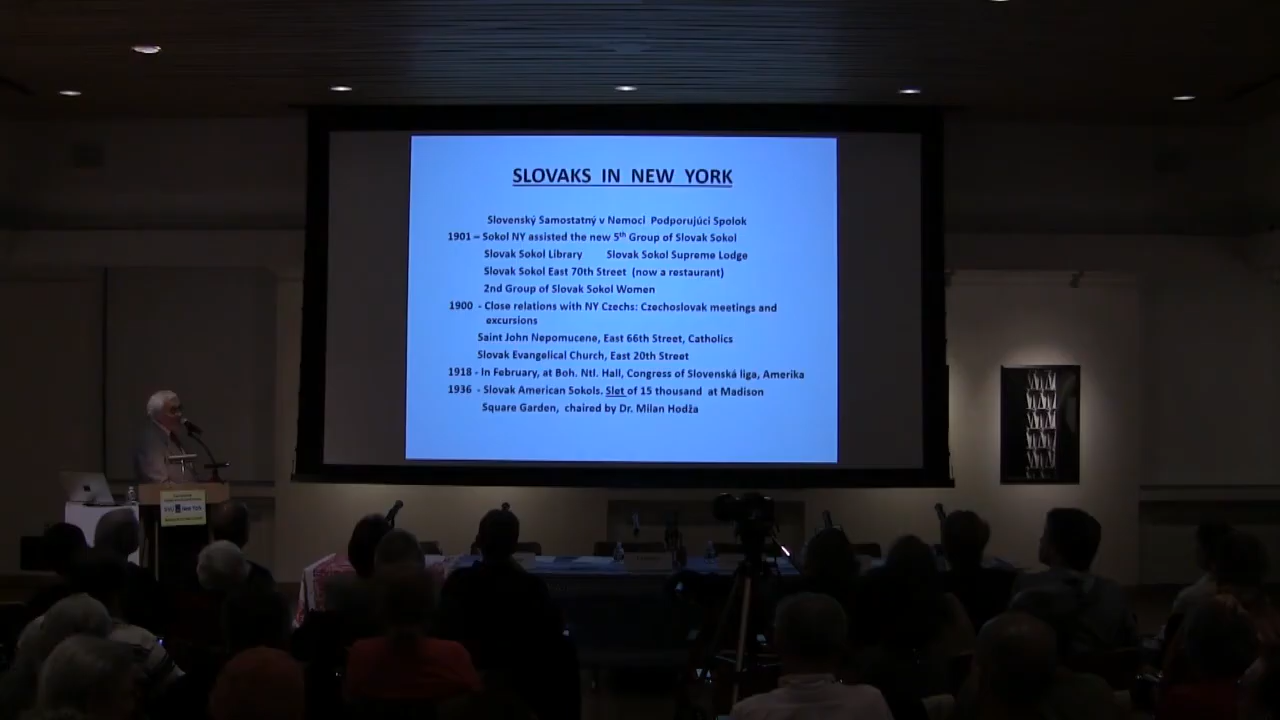 SLOVAKS IN NEW YORK
Slovenský Samostatný v Nemoci Podporujúci Spolok
1901 – Sokol NY assisted the new 5th Group of Slovak Sokol
Slovak Sokol Library Slovak Sokol Supreme Lodge
Slovak Sokol East 70th Street (now a restaurant)
2nd Group of Slovak Sokol Women
1900 - Close relations with NY Czechs: Czechoslovak meetings and
excursions
Saint John Nepomucene, East 66th Street, Catholics
Slovak Evangelical Church, East 20th Street
1918 - In February, at Boh. Ntl. Hall, Congress of Slovenská liga, Amerika
1936 - Slovak American Sokols. Slet of 15 thousand at Madison
Square Garden, chaired by Dr. Milan Hodža
New York